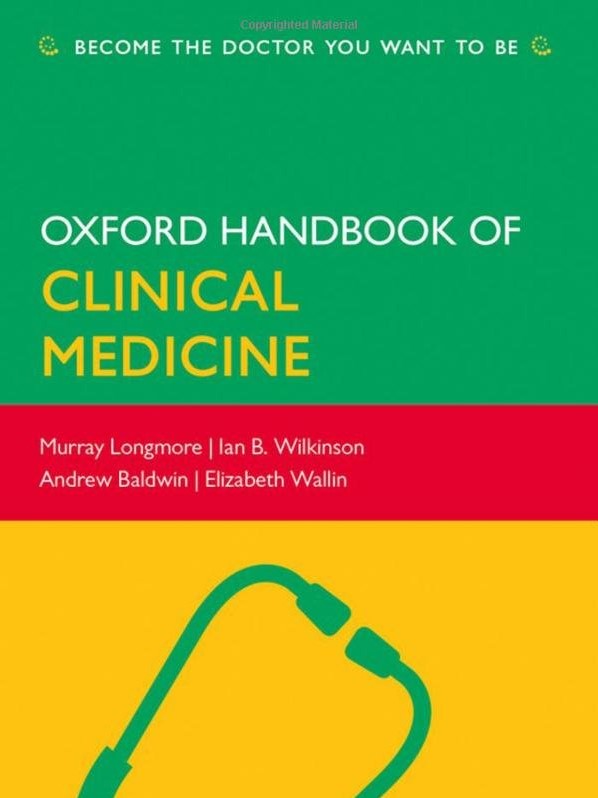 Copyrighted Material
BECOME THE DOCTOR YOU WANT TO BE
OXFORD HANDBOOK OF
CLINICAL
MEDICINE
Murray Longmore | Ian B. Wilkinson
Andrew Baldwin | Elizabeth Wallin